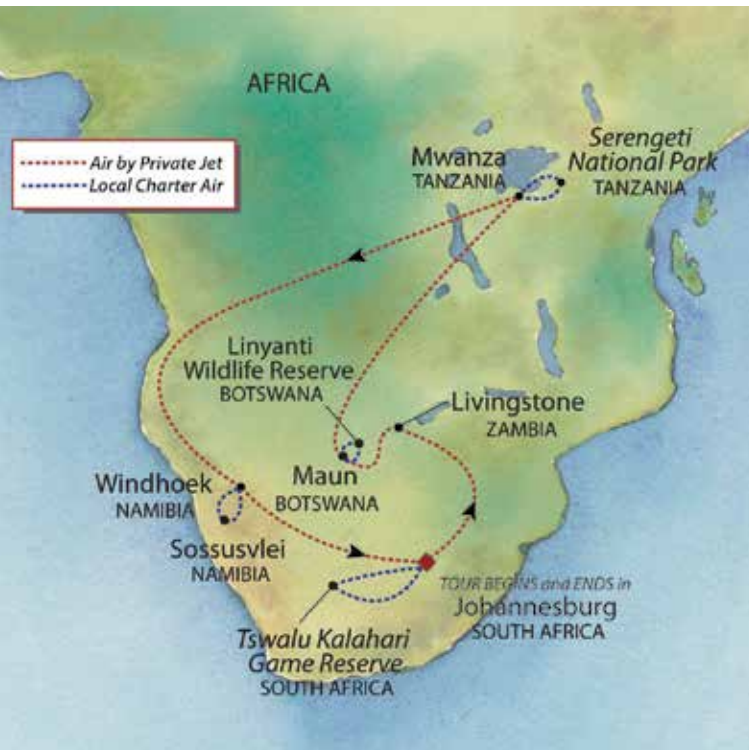 AFRICA
Air by Private Jet
Local Charter Air
Mwanza
TANZANIA
Serengeti
National Park
TANZANIA
Linyanti
Wildlife Reserve
BOTSWANA
Livingstone
ZAMBIA
Maun
BOTSWANA
Windhoek
NAMIBIA
Sossusvlei
NAMIBIA
TOUR BEGINS and ENDS in
Johannesburg
SOUTH AFRICA
Tswalu Kalahari
Game Reserve
SOUTH AFRICA